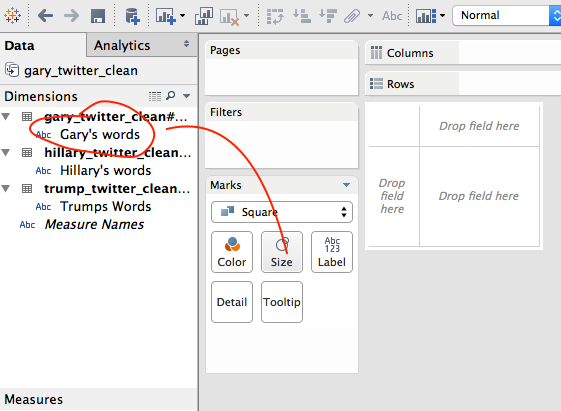 Abc
Normal
Data
Analytics
gary_twitter_clean
Dimensions
gary_twitter_clean#...
Abc Gary's words
hillary_twitter_clean...
Abc Hillary's words
trump_twitter_clean...
Abc Trumps Words
Abc Measure Names
Measures
Pages
Filters
Marks
Square
Color
Size
Abc
123
Label
Detail
Tooltip
Columns
Rows
Drop field here
Drop
field
here
Drop field here